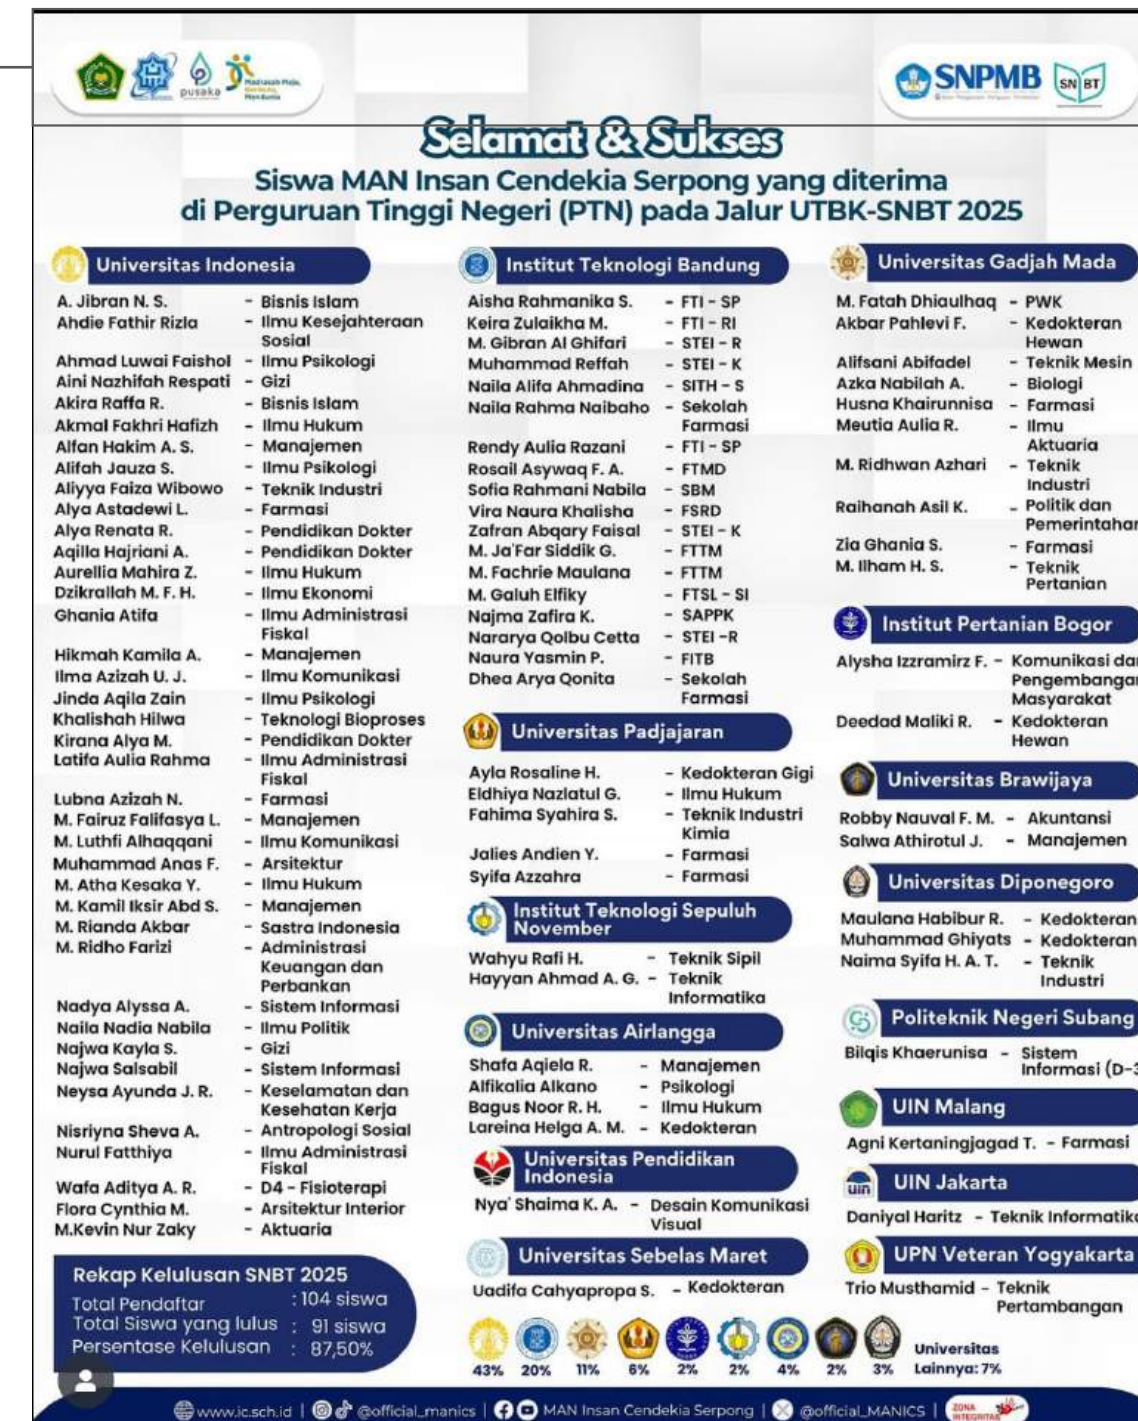 pusaka
SNPMB
SNBT
Selamat & Sukses
Siswa MAN Insan Cendekia Serpong yang diterima
di Perguruan Tinggi Negeri (PTN) pada Jalur UTBK-SNBT 2025
Universitas Indonesia
A. Jibran N. S. - Bisnis Islam
Ahdie Fathir Rizla - Ilmu Kesejahteraan
Sosial
Ahmad Luwai Faishol - Ilmu Psikologi
Aini Nazhifah Respati - Gizi
Akira Raffa R. - Bisnis Islam
Akmal Fakhri Hafizh - Ilmu Hukum
Alfan Hakim A. S. - Manajemen
Alifah Jauza S. - Ilmu Psikologi
Aliyya Faiza Wibowo - Teknik Industri
Alya Astadewi L. - Farmasi
Alya Renata R. - Pendidikan Dokter
Aqilla Hajriani A. - Pendidikan Dokter
Aurellia Mahira Z. - Ilmu Hukum
Dzikrallah M. F. H. - Ilmu Ekonomi
Ghania Atifa - Ilmu Administrasi
Fiskal
Hikmah Kamila A. - Manajemen
Ilma Azizah U. J. - Ilmu Komunikasi
Jinda Aqila Zain - Ilmu Psikologi
Khalishah Hilwa - Teknologi Bioproses
Kirana Alya M. - Pendidikan Dokter
Latifa Aulia Rahma - Ilmu Administrasi
Fiskal
Lubna Azizah N. - Farmasi
M. Fairuz Falifasya L. - Manajemen
M. Luthfi Alhaqqani - Ilmu Komunikasi
Muhammad Anas F. - Arsitektur
M. Atha Kesaka Y. - Ilmu Hukum
M. Kamil Iksir Abd S. - Manajemen
M. Rianda Akbar - Sastra Indonesia
M. Ridho Farizi - Administrasi
Keuangan dan
Perbankan
Nadya Alyssa A. - Sistem Informasi
Naila Nadia Nabila - Ilmu Politik
Najwa Kayla S. - Gizi
Najwa Salsabil - Sistem Informasi
Neysa Ayunda J. R. - Keselamatan dan
Kesehatan Kerja
Nisriyna Sheva A. - Antropologi Sosial
Nurul Fatthiya - Ilmu Administrasi
Fiskal
Wafa Aditya A. R. - D4 - Fisioterapi
Flora Cynthia M. - Arsitektur Interior
M.Kevin Nur Zaky - Aktuaria
Rekap Kelulusan SNBT 2025
Total Pendaftar : 104 siswa
Total Siswa yang lulus : 91 siswa
Persentase Kelulusan : 87,50%
Institut Teknologi Bandung
Aisha Rahmanika S. - FTI - SP
Keira Zulaikha M. - FTI - RI
M. Gibran Al Ghifari - STEI - R
Muhammad Reffah - STEI - K
Naila Alifa Ahmadina - SITH - S
Naila Rahma Naibaho - Sekolah
Farmasi
Rendy Aulia Razani - FTI - SP
Rosail Asywaq F. A. - FTMD
Sofia Rahmani Nabila - SBM
Vira Naura Khalisha - FSRD
Zafran Abqary Faisal - STEI - K
M. Ja'Far Siddik G. - FTTM
M. Fachrie Maulana - FTTM
M. Galuh Elfiky - FTSL - SI
Najma Zafira K. - SAPPK
Nararya Qolbu Cetta - STEI -R
Naura Yasmin P. - FITB
Dhea Arya Qonita - Sekolah
Farmasi
Universitas Padjajaran
Ayla Rosaline H. - Kedokteran Gigi
Eldhiya Nazlatul G. - Ilmu Hukum
Fahima Syahira S. - Teknik Industri
Kimia
Jalies Andien Y. - Farmasi
Syifa Azzahra - Farmasi
Institut Teknologi Sepuluh
November
Wahyu Rafi H. - Teknik Sipil
Hayyan Ahmad A. G. - Teknik
Informatika
Universitas Airlangga
Shafa Aqiela R. - Manajemen
Alfikalia Alkano - Psikologi
Bagus Noor R. H. - Ilmu Hukum
Lareina Helga A. M. - Kedokteran
Universitas Pendidikan
Indonesia
Nya' Shaima K. A. - Desain Komunikasi
Visual
Universitas Sebelas Maret
Uadifa Cahyapropa S. - Kedokteran
Universitas Gadjah Mada
M. Fatah Dhiaulhaq - PWK
Akbar Pahlevi F. - Kedokteran
Hewan
Alifsani Abifadel - Teknik Mesin
Azka Nabilah A. - Biologi
Husna Khairunnisa - Farmasi
Meutia Aulia R. - Ilmu
Aktuaria
M. Ridhwan Azhari - Teknik
Industri
Raihanah Asil K. - Politik dan
Pemerintahan
Zia Ghania S. - Farmasi
M. Ilham H. S. - Teknik
Pertanian
Institut Pertanian Bogor
Alysha Izzramirz F. - Komunikasi dan
Pengembangan
Masyarakat
Deedad Maliki R. - Kedokteran
Hewan
Universitas Brawijaya
Robby Nauval F. M. - Akuntansi
Salwa Athirotul J. - Manajemen
Universitas Diponegoro
Maulana Habibur R. - Kedokteran
Muhammad Ghiyats - Kedokteran
Naima Syifa H. A. T. - Teknik
Industri
Politeknik Negeri Subang
Bilqis Khaerunisa - Sistem
Informasi (D-3
UIN Malang
Agni Kertaningjagad T. - Farmasi
UIN Jakarta
Daniyal Haritz - Teknik Informatika
UPN Veteran Yogyakarta
Trio Musthamid - Teknik
Pertambangan
43% 20% 11% 6% 2% 2% 4% 2% 3%
Universitas
Lainnya: 7%
www.ic.sch.id | @official_manics | MAN Insan Cendekia Serpong | @official_MANICS | ZONA
INTEGRITAS